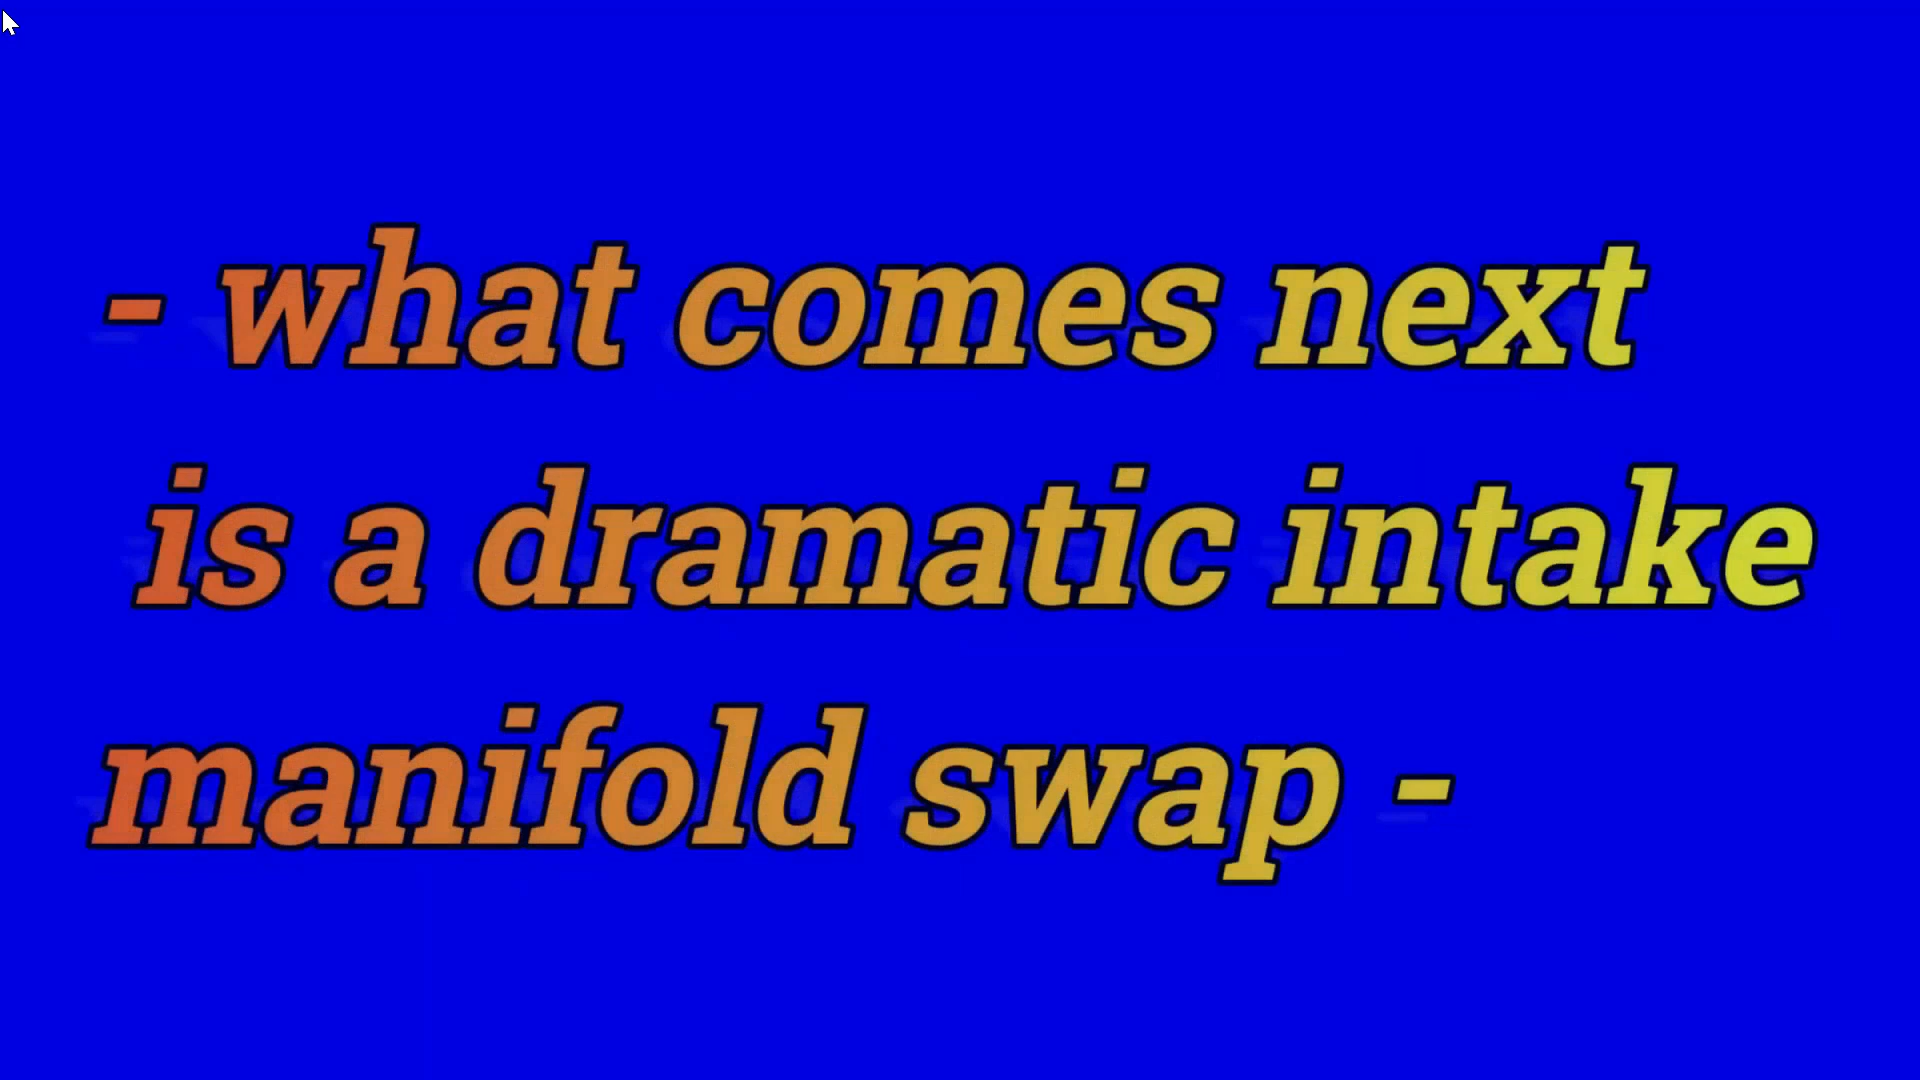 - what comes next
is a dramatic intake
manifold swap -